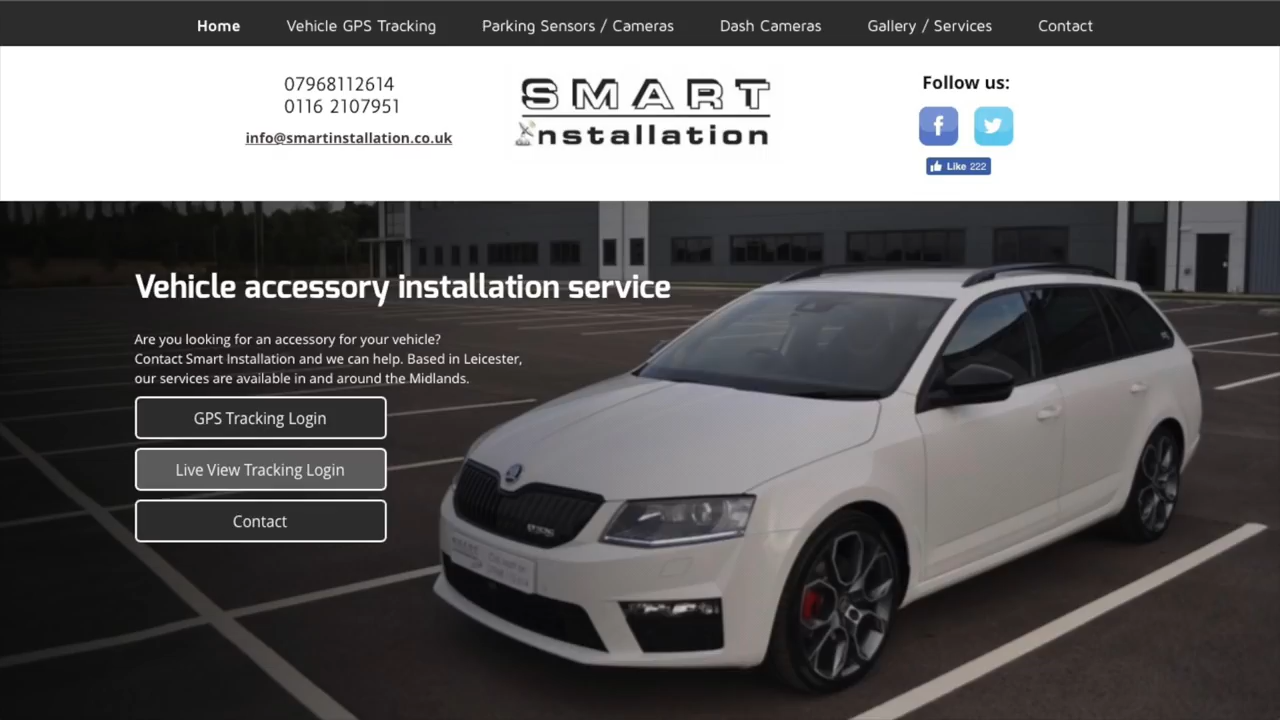 Home Vehicle GPS Tracking Parking Sensors / Cameras Dash Cameras Gallery / Services Contact
07968112614
0116 2107951
info@smartinstallation.co.uk
SMART
installation
Follow us:
Like 222
Vehicle accessory installation service
Are you looking for an accessory for your vehicle?
Contact Smart Installation and we can help. Based in Leicester,
our services are available in and around the Midlands.
GPS Tracking Login
Live View Tracking Login
Contact